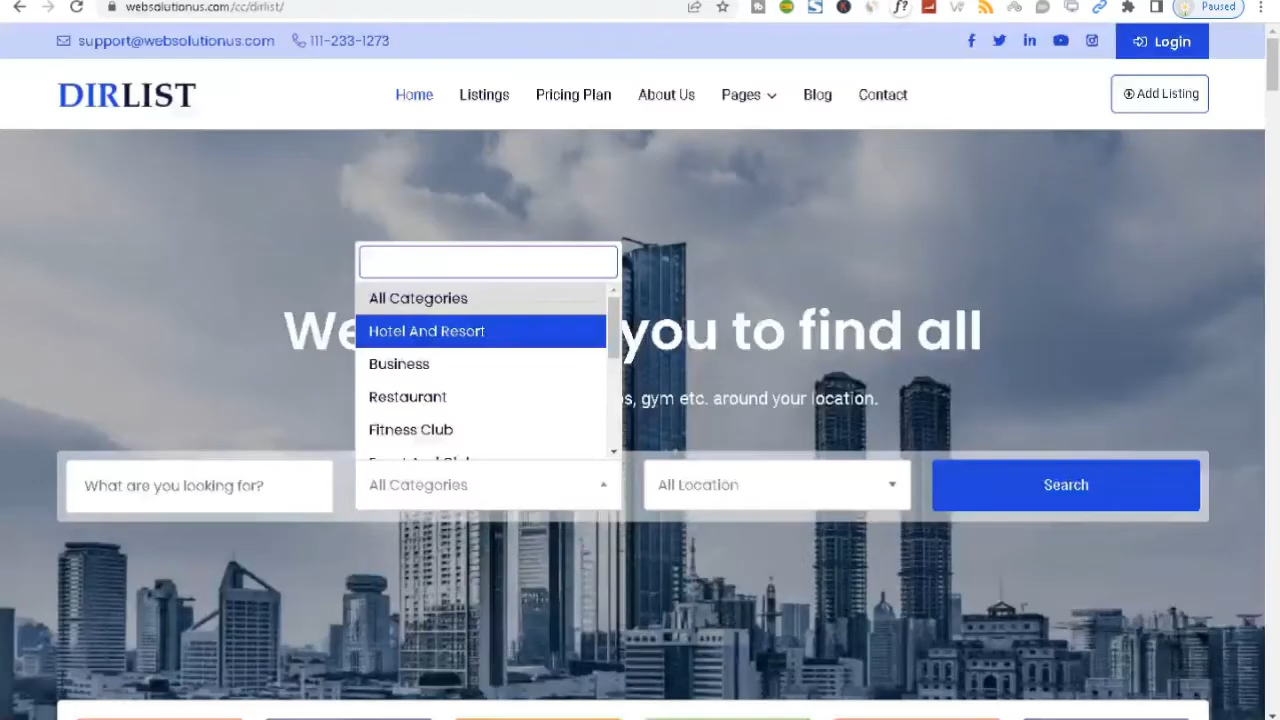 websolutionus.com/cc/dirlist/
Paused
support@websolutionus.com 111-233-1273
Login
DIRLIST
Home Listings Pricing Plan About Us Pages Blog Contact
Add Listing
All Categories
Hotel And Resort
Business
Restaurant
Fitness Club
We you to find all
gym etc. around your location.
What are you looking for?
All Categories
All Location
Search